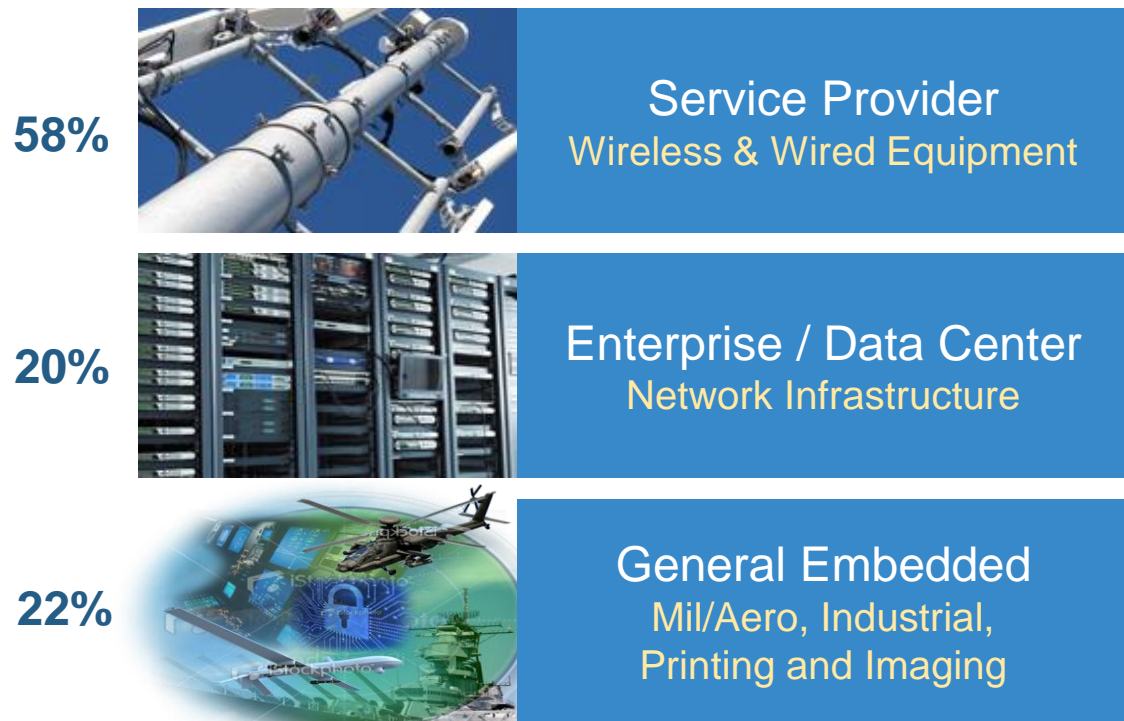 58%
Service Provider
Wireless & Wired Equipment
20%
Enterprise / Data Center
Network Infrastructure
22%
General Embedded
Mil/Aero, Industrial,
Printing and Imaging
iStockphoto